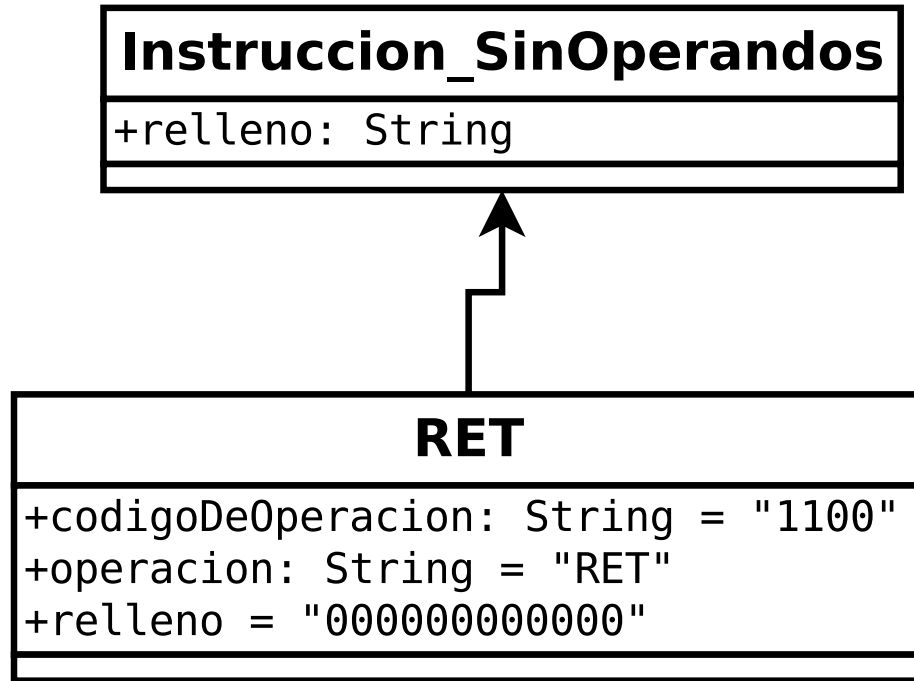 Instruccion_SinOperandos
+relleno: String
RET
+codigoDeOperacion: String = "1100"
+operacion: String = "RET"
+relleno = "000000000000"